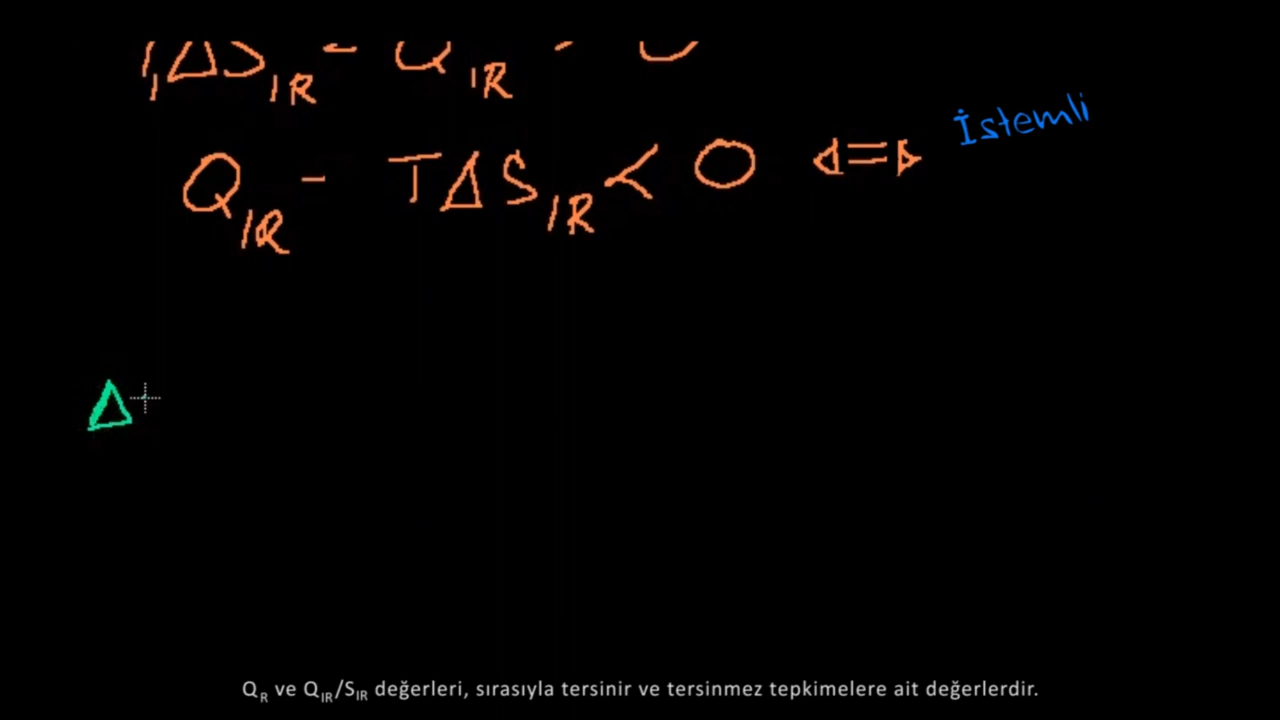 Q_IR - TΔS_IR < 0 <=> İstemli
Δ
Q_R ve Q_IR/S_IR değerleri, sırasıyla tersinir ve tersinmez tepkimelere ait değerlerdir.